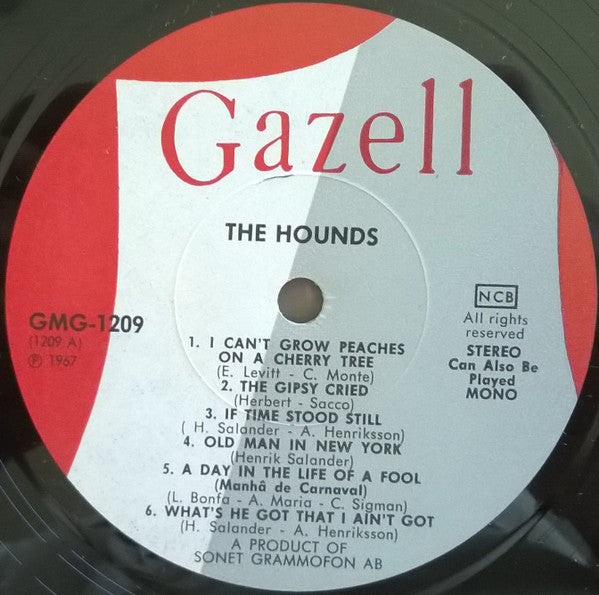 Gazell
THE HOUNDS
GMG-1209
(1209 A)
Ⓟ 1967
NCB
All rights
reserved
STEREO
Can Also Be
Played
MONO
1. I CAN'T GROW PEACHES
ON A CHERRY TREE
(E. Levitt - C. Monte)
2. THE GIPSY CRIED
(Herbert - Sacco)
3. IF TIME STOOD STILL
( H. Salander - A. Henriksson)
4. OLD MAN IN NEW YORK
(Henrik Salander)
5. A DAY IN THE LIFE OF A FOOL
(Manhâ de Carnaval)
(L. Bonfa - A. Maria - C. Sigman)
6. WHAT'S HE GOT THAT I AIN'T GOT
(H. Salander - A. Henriksson)
A PRODUCT OF
SONET GRAMMOFON AB